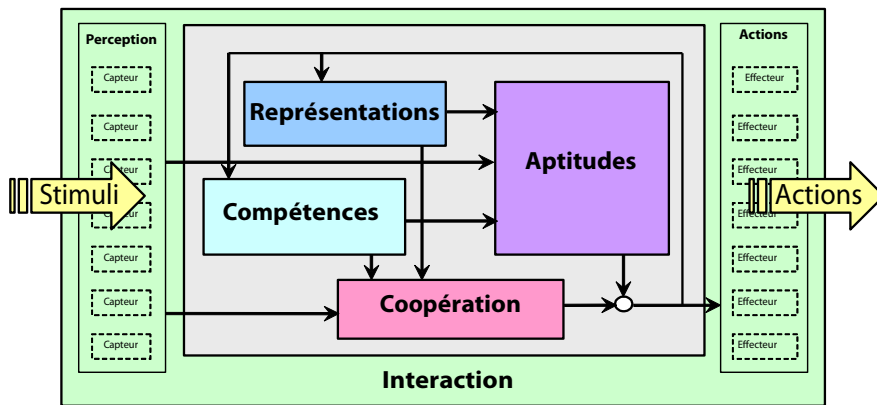 Perception
Capteur
Capteur
Capteur
Capteur
Capteur
Capteur
Capteur
Stimuli
Représentations
Compétences
Aptitudes
Coopération
Interaction
Actions
Effecteur
Effecteur
Effecteur
Effecteur
Effecteur
Effecteur
Effecteur
Actions